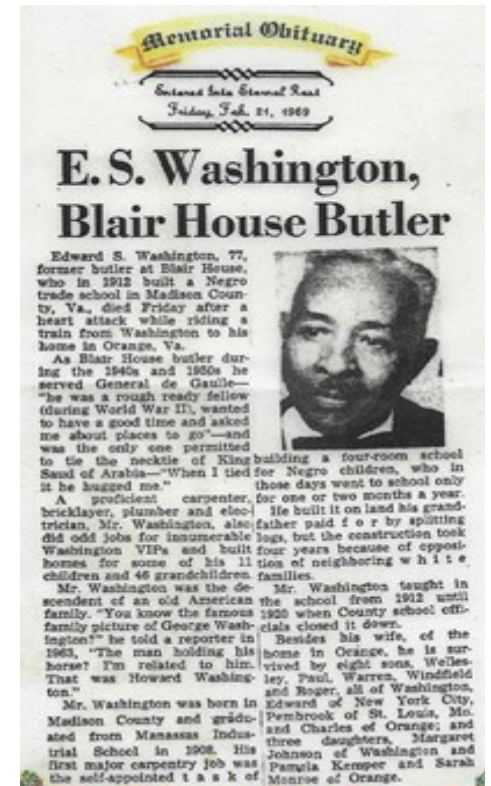 Memorial Obituary
Entered Into Eternal Rest
Friday, Feb. 21, 1969
E. S. Washington,
Blair House Butler
Edward S. Washington, 77,
former butler at Blair House,
who in 1912 built a Negro
trade school in Madison Coun-
ty, Va., died Friday after a
heart attack while riding a
train from Washington to his
home in Orange, Va.
As Blair House butler dur-
ing the 1940s and 1950s he
served General de Gaulle—
"he was a rough ready fellow
(during World War II), wanted
to have a good time and asked
me about places to go"—and
was the only one permitted
to tie the necktie of King
Saud of Arabia—"When I tied
it he hugged me."
A proficient carpenter,
bricklayer, plumber and elec-
trician, Mr. Washington, also
did odd jobs for innumerable
Washington VIPs and built
homes for some of his 11
children and 46 grandchildren.
Mr. Washington was the de-
scendent of an old American
family. "You know the famous
family picture of George Wash-
ington?" he told a reporter in
1963, "The man holding his
horse? I'm related to him.
That was Howard Washing-
ton."
Mr. Washington was born in
Madison County and gradu-
ated from Manassas Indus-
trial School in 1908. His
first major carpentry job was
the self-appointed task of
building a four-room school
for Negro children, who in
those days went to school only
for one or two months a year.
He built it on land his grand-
father paid for by splitting
logs, but the construction took
four years because of opposi-
tion of neighboring white
families.
Mr. Washington taught in
the school from 1912 until
1920 when County school offi-
cials closed it down.
Besides his wife, of the
home in Orange, he is sur-
vived by eight sons, Welles-
ley, Paul, Warren, Windfield
and Roger, all of Washington,
Edward of New York City,
Pembrook of St. Louis, Mo.
and Charles of Orange; and
three daughters, Margaret
Johnson of Washington and
Pamela Kemper and Sarah
Monroe of Orange.